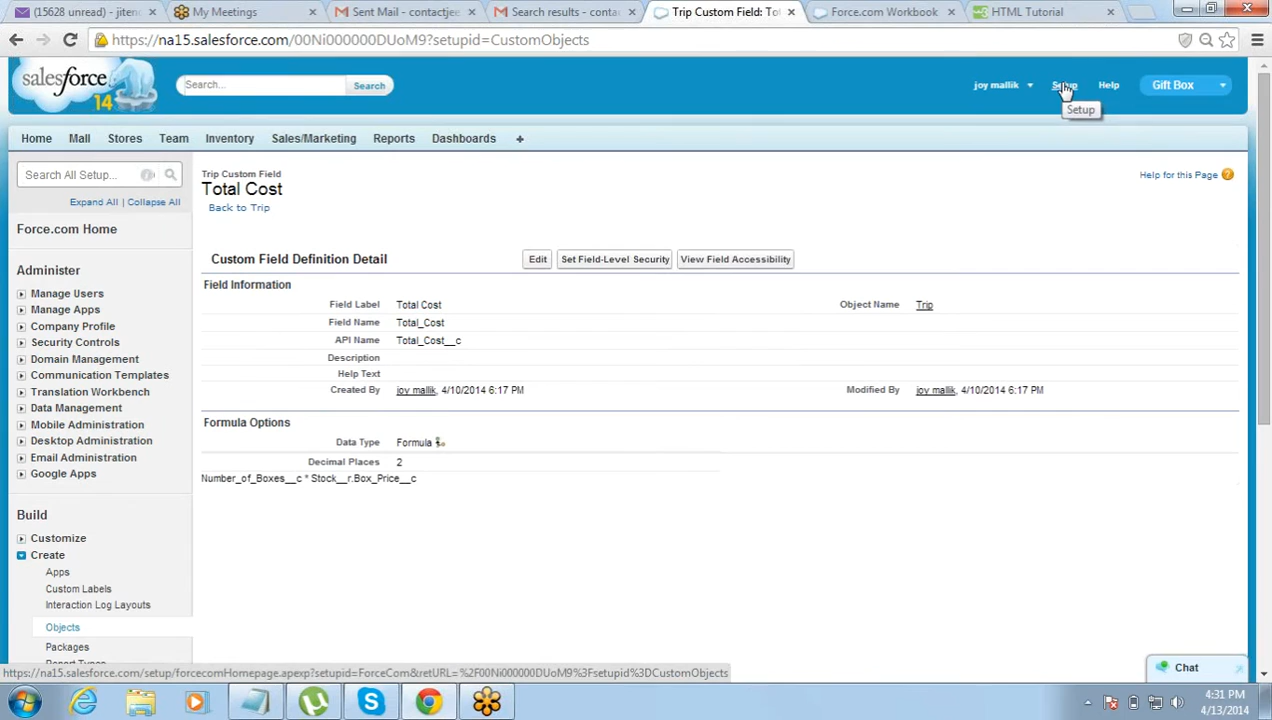 (15628 unread) - jiten
My Meetings
Sent Mail - contactjee
Search results - conta
Trip Custom Field: To
Force.com Workbook
HTML Tutorial
https://na15.salesforce.com/00Ni000000DUoM9?setupid=CustomObjects
salesforce
14
Search...
Search
joy mallik
Setup
Help
Gift Box
Setup
Home
Mall
Stores
Team
Inventory
Sales/Marketing
Reports
Dashboards
+
Search All Setup...
Expand All | Collapse All
Force.com Home
Administer
Manage Users
Manage Apps
Company Profile
Security Controls
Domain Management
Communication Templates
Translation Workbench
Data Management
Mobile Administration
Desktop Administration
Email Administration
Google Apps
Build
Customize
Create
Apps
Custom Labels
Interaction Log Layouts
Objects
Packages
Report Types
Trip Custom Field
Total Cost
Back to Trip
Help for this Page
Custom Field Definition Detail
Edit
Set Field-Level Security
View Field Accessibility
Field Information
Field Label Total Cost
Object Name Trip
Field Name Total_Cost
API Name Total_Cost__c
Description
Help Text
Created By joy mallik, 4/10/2014 6:17 PM
Modified By joy mallik, 4/10/2014 6:17 PM
Formula Options
Data Type Formula
Decimal Places 2
Number_of_Boxes__c * Stock__r.Box_Price__c
https://na15.salesforce.com/setup/forcecomHomepage.apexp?setupid=ForceCom&retURL=%2F00Ni000000DUoM9%3Fsetupid%3DCustomObjects
Chat
4:31 PM
4/13/2014